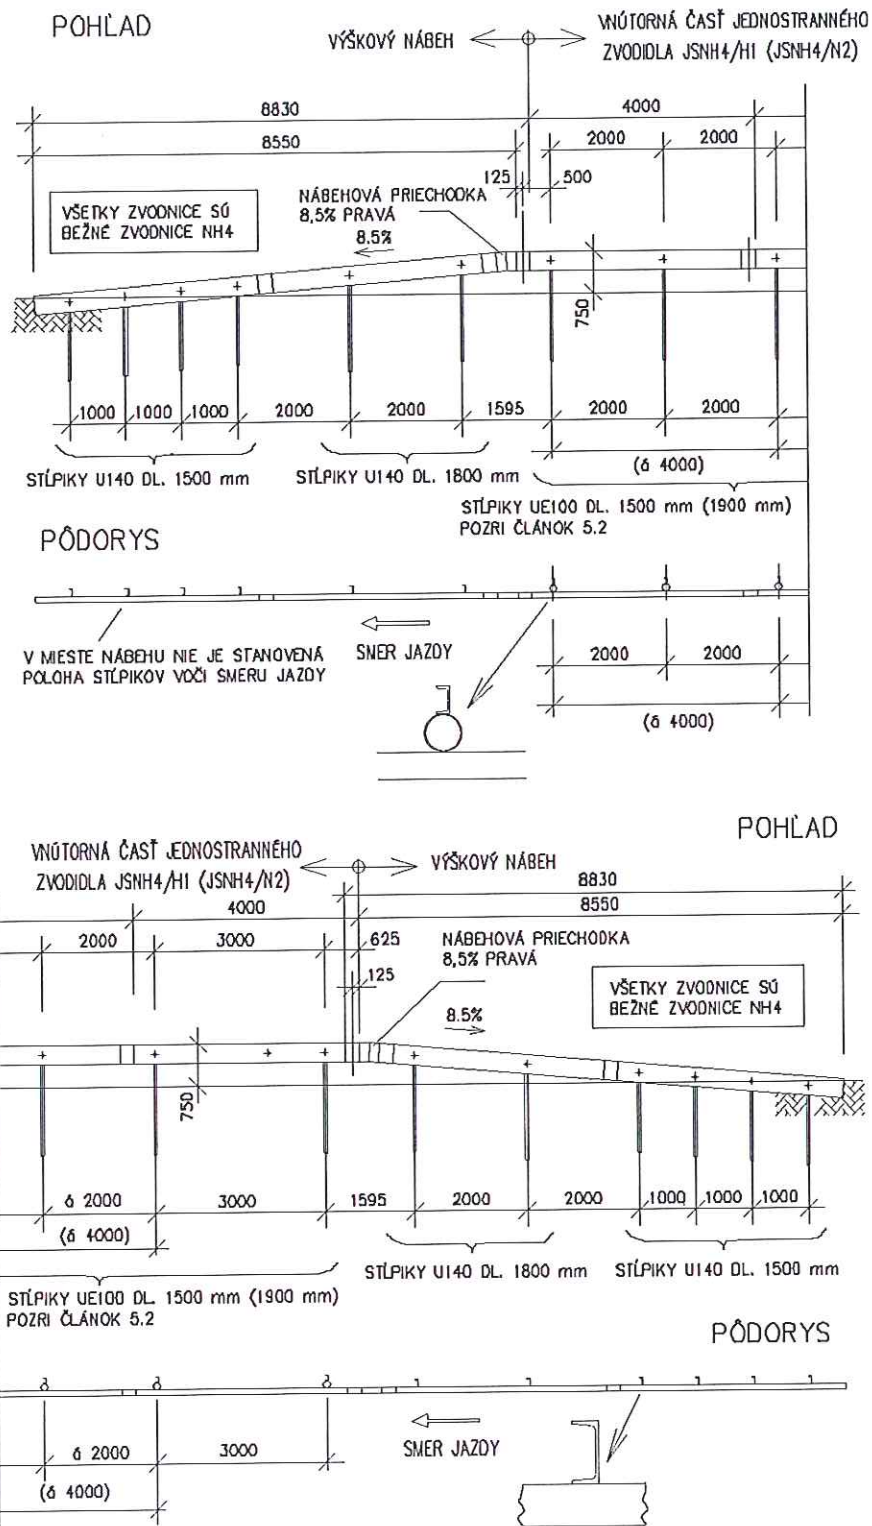 POHĽAD
VÝŠKOVÝ NÁBEH
VNÚTORNÁ ČASŤ JEDNOSTRANNÉHO
ZVODIDLA JSNH4/H1 (JSNH4/N2)
8830
4000
8550
2000
2000
125
500
VŠETKY ZVODNICE SÚ
BEŽNÉ ZVODNICE NH4
NÁBEHOVÁ PRIECHODKA
8,5% PRAVÁ
8.5%
750
1000
1000
1000
2000
2000
1595
2000
2000
(á 4000)
STĹPIKY U140 DL. 1500 mm
STĹPIKY U140 DL. 1800 mm
STĹPIKY UE100 DL. 1500 mm (1900 mm)
POZRI ČLÁNOK 5.2
PÔDORYS
V MIESTE NÁBEHU NIE JE STANOVENÁ
POLOHA STĹPIKOV VOČI SMERU JAZDY
SMER JAZDY
2000
2000
(á 4000)
POHĽAD
VNÚTORNÁ ČASŤ JEDNOSTRANNÉHO
ZVODIDLA JSNH4/H1 (JSNH4/N2)
VÝŠKOVÝ NÁBEH
8830
4000
8550
2000
3000
625
125
NÁBEHOVÁ PRIECHODKA
8,5% PRAVÁ
8.5%
VŠETKY ZVODNICE SÚ
BEŽNÉ ZVODNICE NH4
750
á 2000
3000
1595
2000
2000
1000
1000
1000
(á 4000)
STĹPIKY U140 DL. 1800 mm
STĹPIKY U140 DL. 1500 mm
STĹPIKY UE100 DL. 1500 mm (1900 mm)
POZRI ČLÁNOK 5.2
PÔDORYS
SMER JAZDY
á 2000
3000
(á 4000)